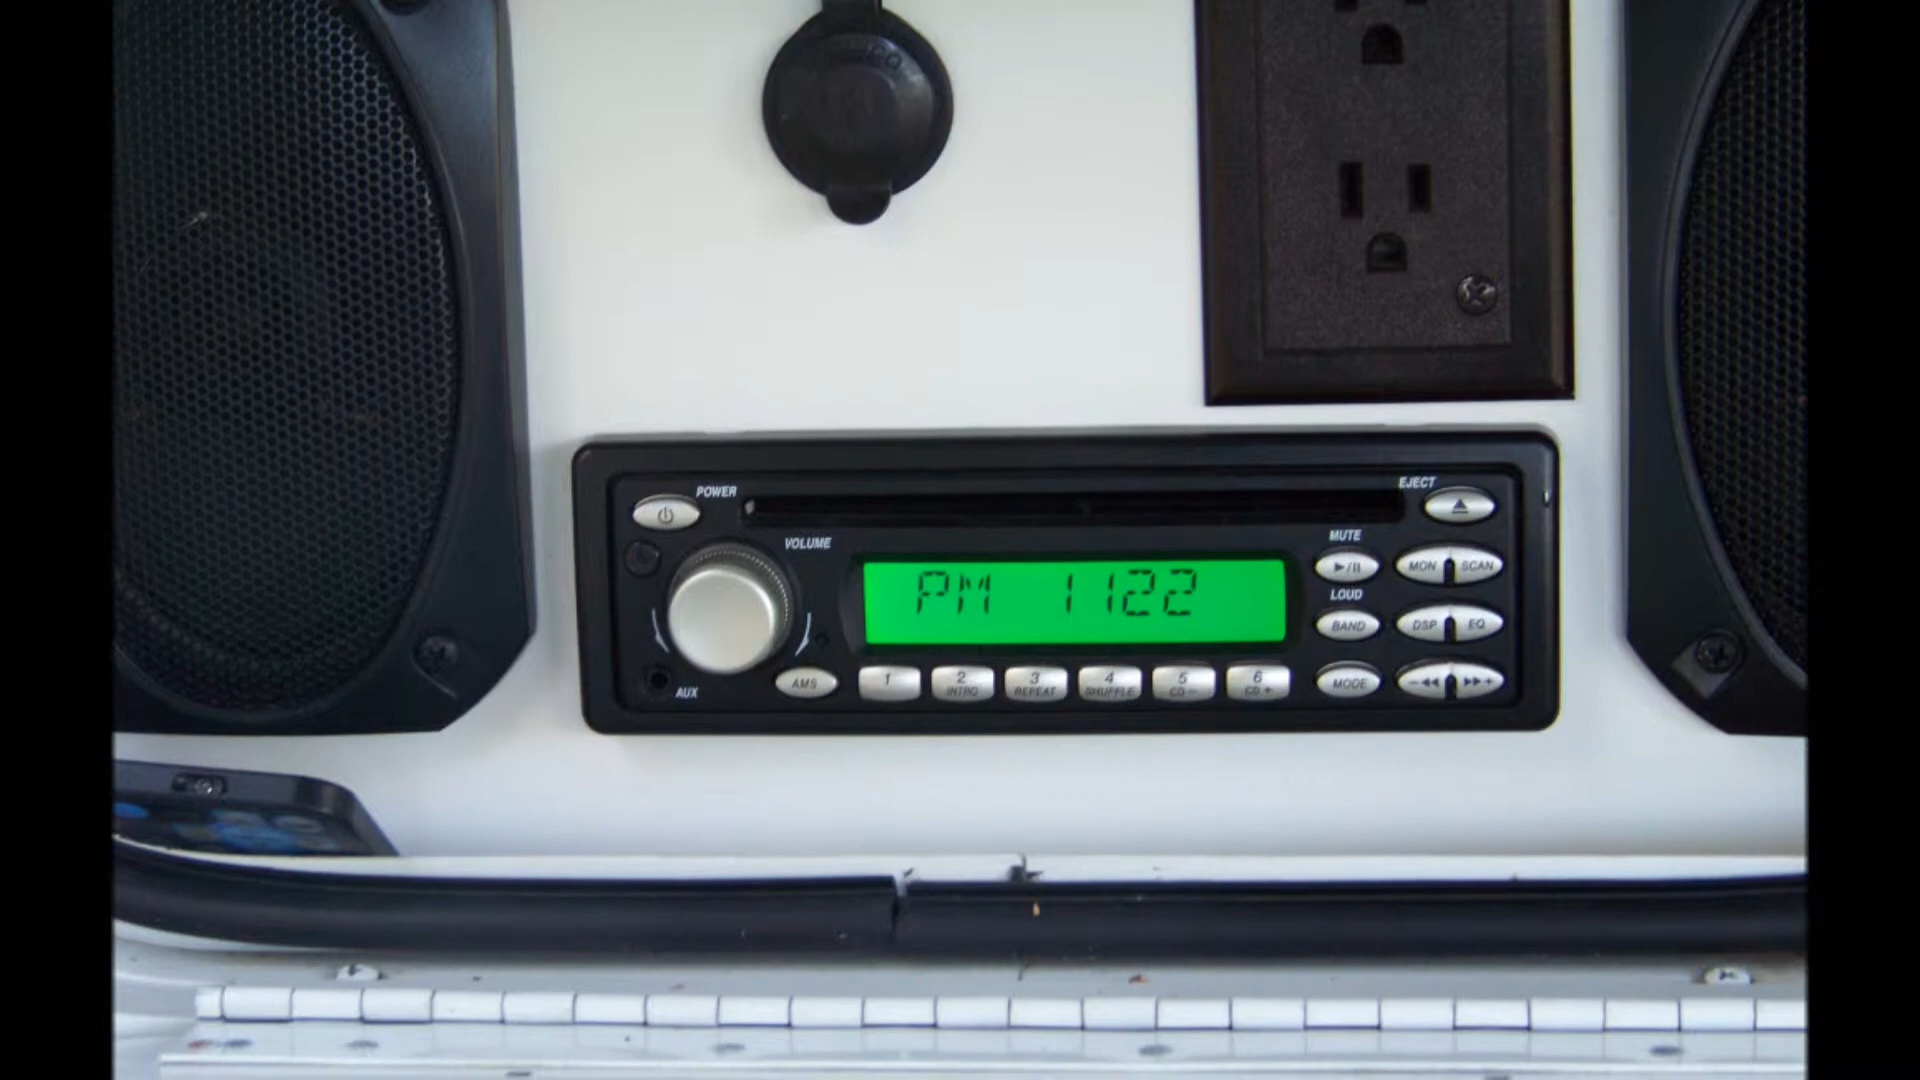 POWER
EJECT
VOLUME
MUTE
MON SCAN
PM 1122
LOUD
BAND
DSP EQ
AUX
AMS
1
2 INTRO
3 REPEAT
4 SHUFFLE
5 CD -
6 CD +
MODE